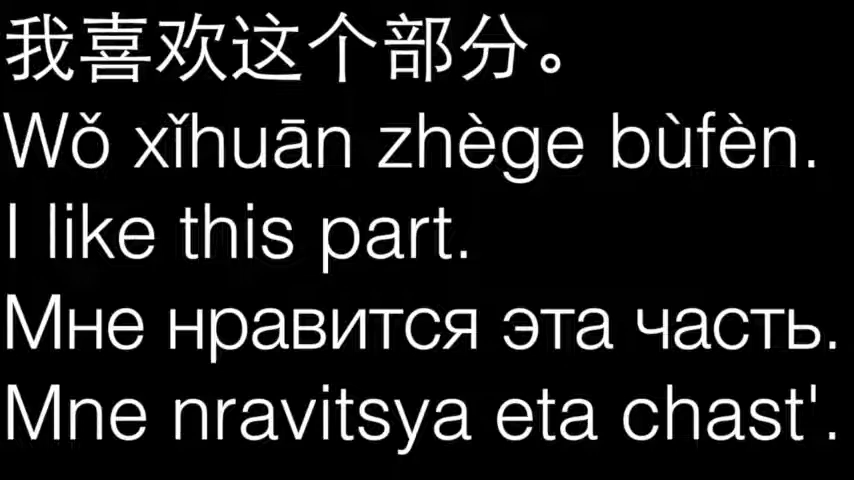 我喜欢这个部分。
Wǒ xǐhuān zhège bùfèn.
I like this part.
Мне нравится эта часть.
Mne nravitsya eta chast'.